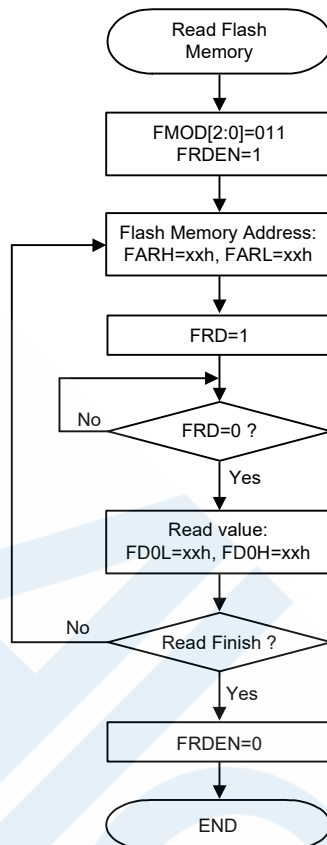 Read Flash
Memory
FMOD[2:0]=011
FRDEN=1
Flash Memory Address:
FARH=xxh, FARL=xxh
FRD=1
No
FRD=0 ?
Yes
Read value:
FD0L=xxh, FD0H=xxh
No
Read Finish ?
Yes
FRDEN=0
END